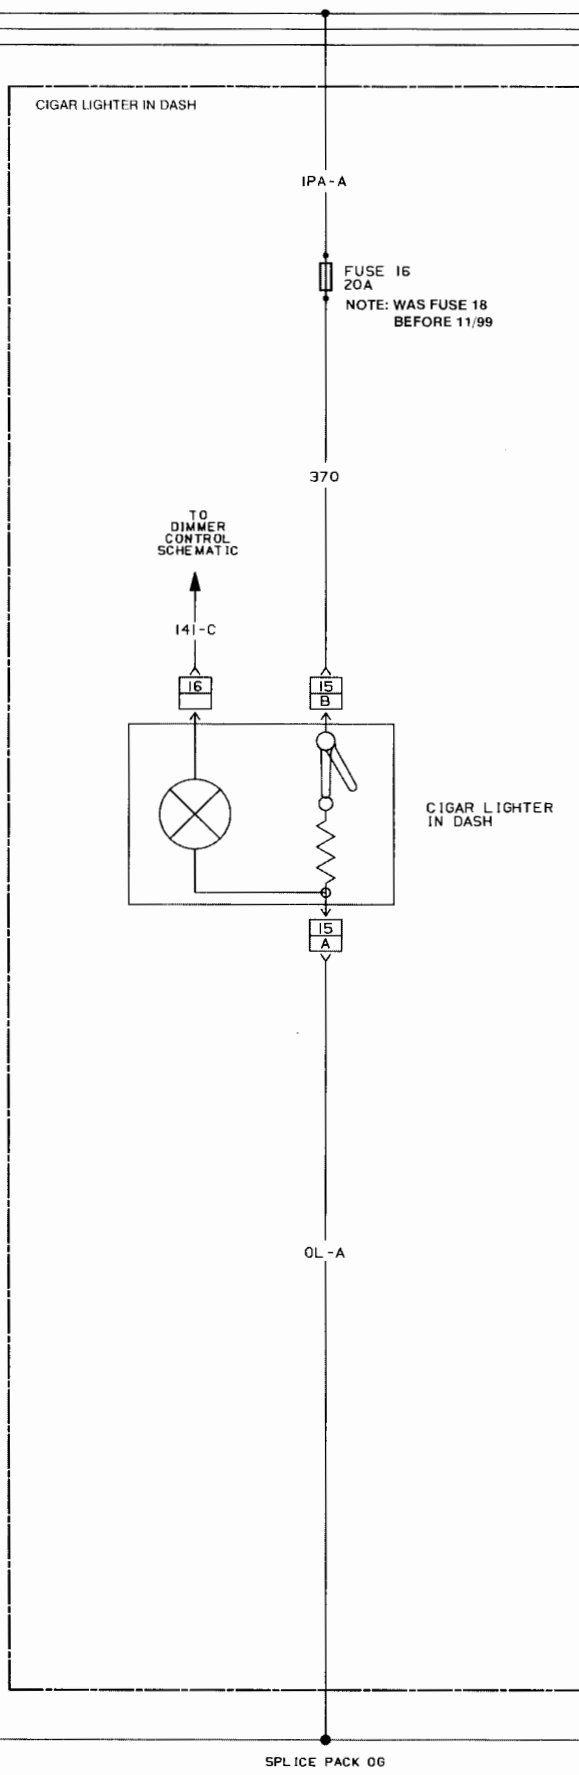 CIGAR LIGHTER IN DASH
1PA-A
FUSE 16
20A
NOTE: WAS FUSE 18
BEFORE 11/99
370
TO
DIMMER
CONTROL
SCHEMATIC
141-C
16
15
B
CIGAR LIGHTER
IN DASH
15
A
0L-A
SPLICE PACK 0G